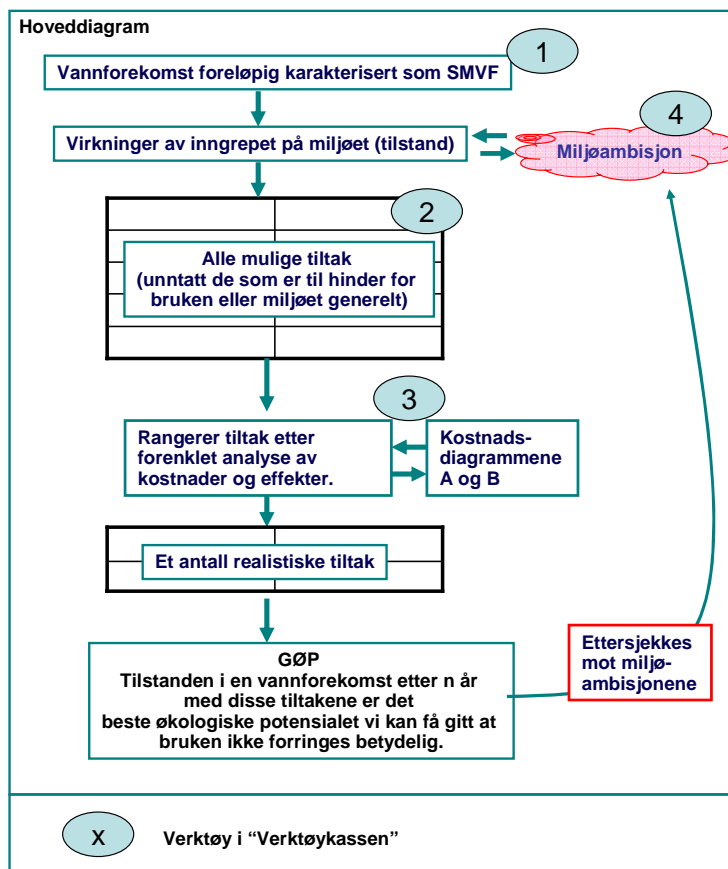 Hoveddiagram
1
Vannforekomst foreløpig karakterisert som SMVF
4
Virkninger av inngrepet på miljøet (tilstand)
Miljøambisjon
2
Alle mulige tiltak
(unntatt de som er til hinder for
bruken eller miljøet generelt)
3
Rangerer tiltak etter
forenklet analyse av
kostnader og effekter.
Kostnads-
diagrammene
A og B
Et antall realistiske tiltak
GØP
Tilstanden i en vannforekomst etter n år
med disse tiltakene er det
beste økologiske potensialet vi kan få gitt at
bruken ikke forringes betydelig.
Ettersjekkes
mot miljø-
ambisjonene
X
Verktøy i “Verktøykassen”